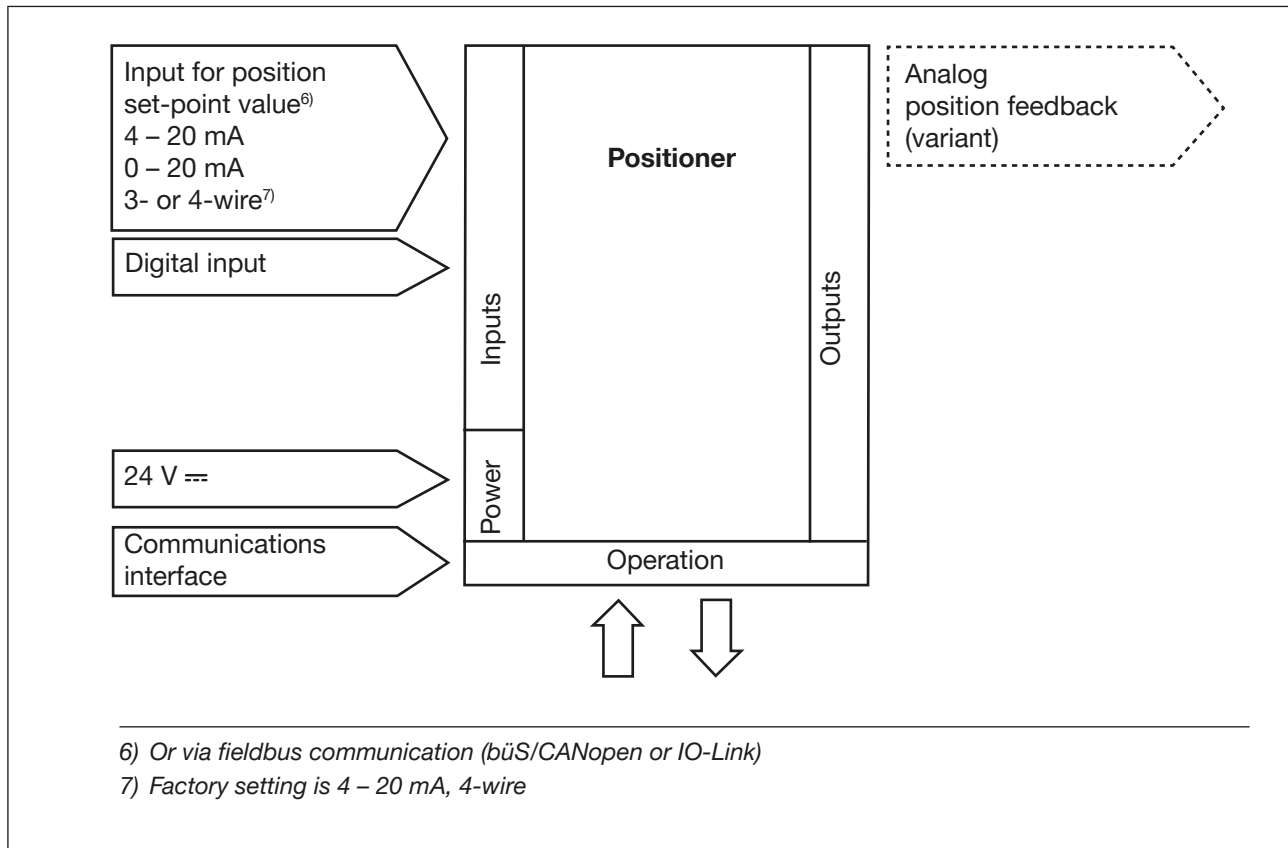 Input for position
set-point value⁶⁾
4 – 20 mA
0 – 20 mA
3- or 4-wire⁷⁾
Digital input
24 V ⎓
Communications
interface
Positioner
Inputs
Power
Operation
Outputs
Analog
position feedback
(variant)
6) Or via fieldbus communication (büS/CANopen or IO-Link)
7) Factory setting is 4 – 20 mA, 4-wire